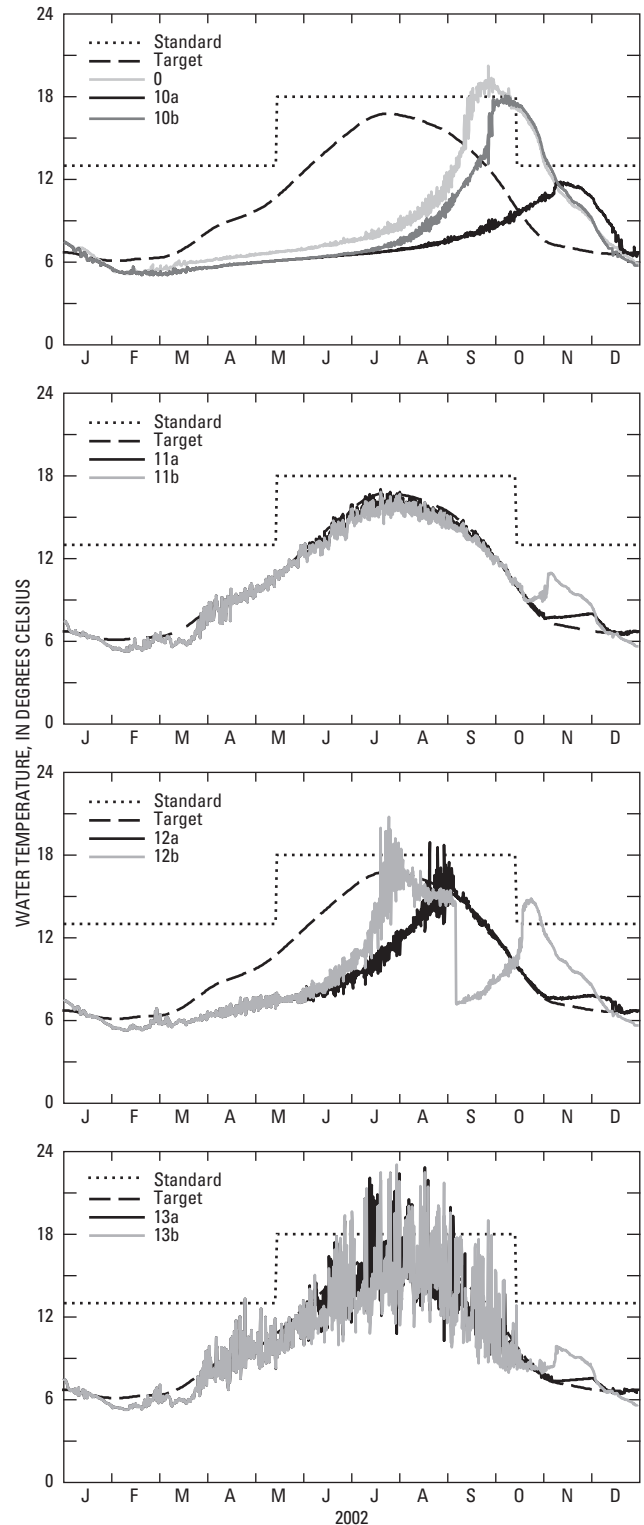 24
Standard
Target
0
10a
10b
18
12
6
0
J F M A M J J A S O N D
24
Standard
Target
11a
11b
18
12
6
0
J F M A M J J A S O N D
WATER TEMPERATURE, IN DEGREES CELSIUS
24
Standard
Target
12a
12b
18
12
6
0
J F M A M J J A S O N D
24
Standard
Target
13a
13b
18
12
6
0
J F M A M J J A S O N D
2002